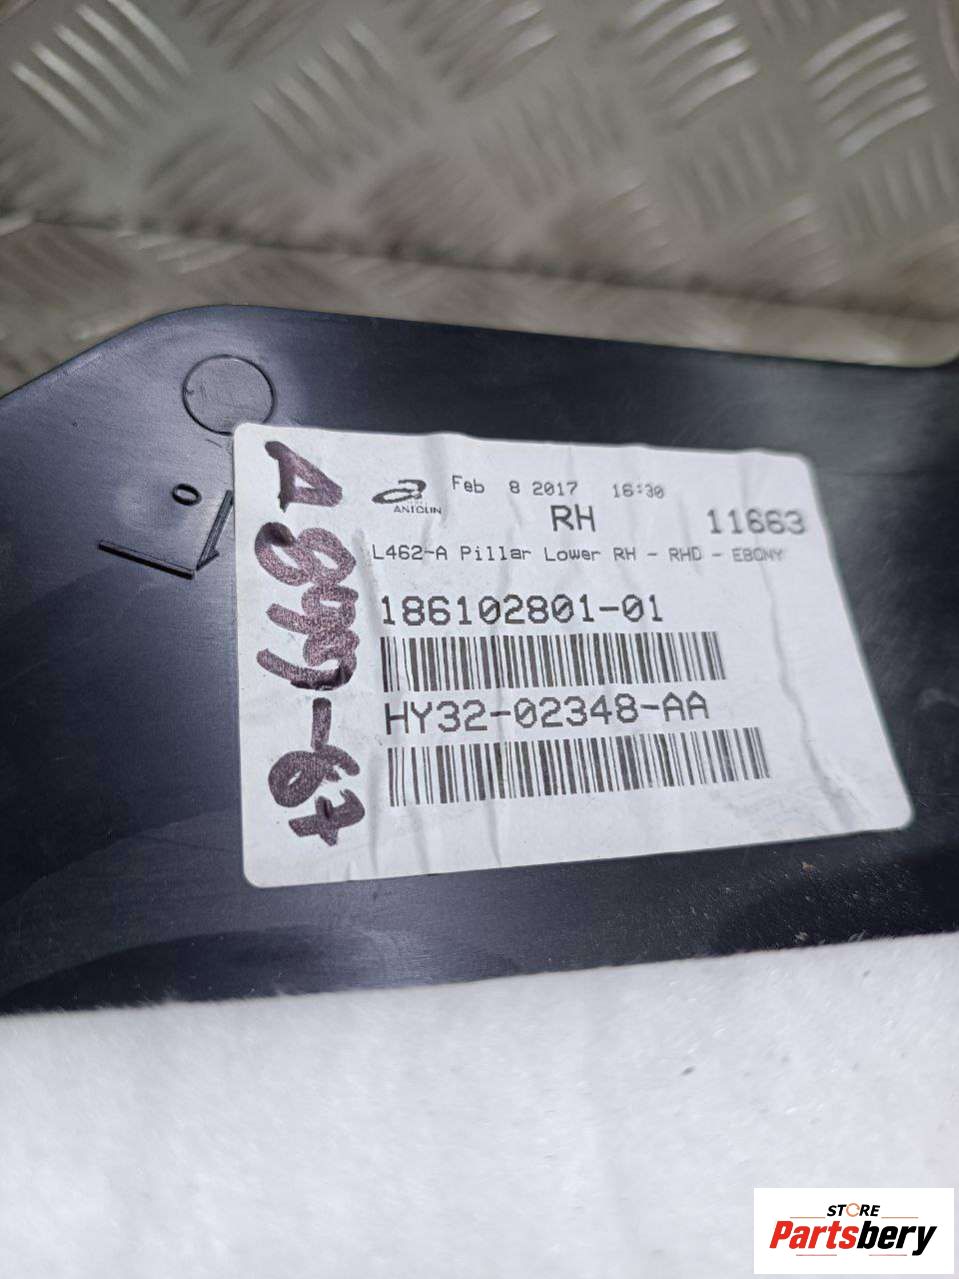 ANTOLIN
Feb 8 2017 16:30
RH
11663
L462-A Pillar Lower RH - RHD - EBONY
186102801-01
HY32-02348-AA
-67
STORE
Partsbery